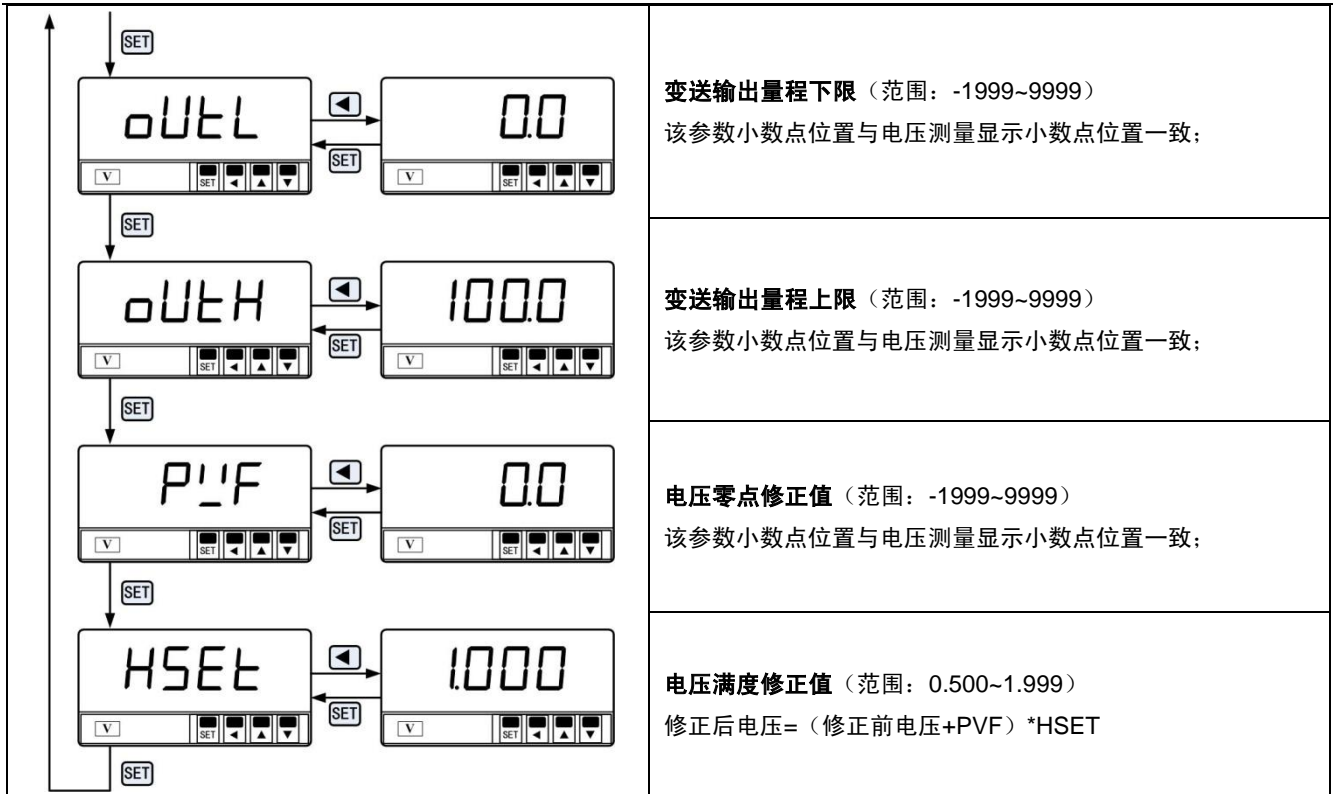 SET
oUtL
◀
SET
0.0
V
SET ◀ ▲ ▼
V
SET ◀ ▲ ▼
变送输出量程下限（范围：-1999~9999）
该参数小数点位置与电压测量显示小数点位置一致；
SET
oUtH
◀
SET
100.0
V
SET ◀ ▲ ▼
V
SET ◀ ▲ ▼
变送输出量程上限（范围：-1999~9999）
该参数小数点位置与电压测量显示小数点位置一致；
SET
PVF
◀
SET
0.0
V
SET ◀ ▲ ▼
V
SET ◀ ▲ ▼
电压零点修正值（范围：-1999~9999）
该参数小数点位置与电压测量显示小数点位置一致；
SET
HSEt
◀
SET
1.000
V
SET ◀ ▲ ▼
V
SET ◀ ▲ ▼
电压满度修正值（范围：0.500~1.999）
修正后电压=（修正前电压+PVF）*HSET
SET